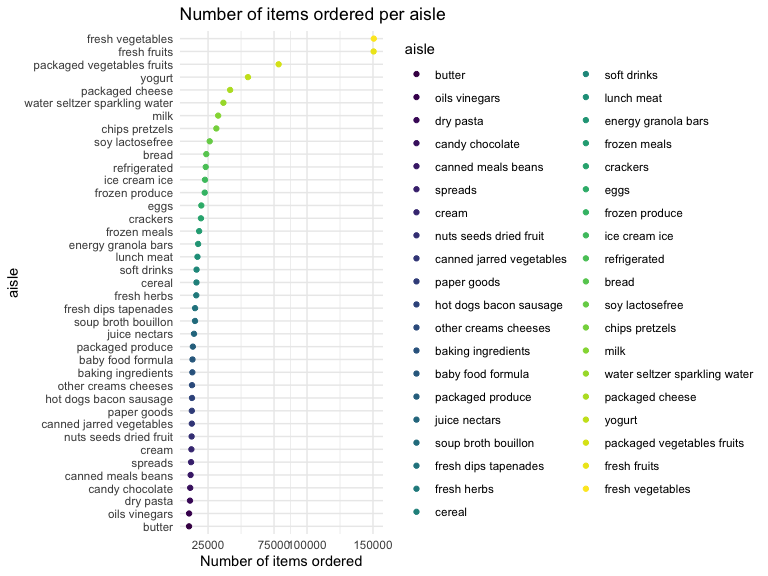 Number of items ordered per aisle
aisle
fresh vegetables
fresh fruits
packaged vegetables fruits
yogurt
packaged cheese
water seltzer sparkling water
milk
chips pretzels
soy lactosefree
bread
refrigerated
ice cream ice
frozen produce
eggs
crackers
frozen meals
energy granola bars
lunch meat
soft drinks
cereal
fresh herbs
fresh dips tapenades
soup broth bouillon
juice nectars
packaged produce
baby food formula
baking ingredients
other creams cheeses
hot dogs bacon sausage
paper goods
canned jarred vegetables
nuts seeds dried fruit
cream
spreads
canned meals beans
candy chocolate
dry pasta
oils vinegars
butter
25000 75000 100000 150000
Number of items ordered
aisle
butter
oils vinegars
dry pasta
candy chocolate
canned meals beans
spreads
cream
nuts seeds dried fruit
canned jarred vegetables
paper goods
hot dogs bacon sausage
other creams cheeses
baking ingredients
baby food formula
packaged produce
juice nectars
soup broth bouillon
fresh dips tapenades
fresh herbs
cereal
soft drinks
lunch meat
energy granola bars
frozen meals
crackers
eggs
frozen produce
ice cream ice
refrigerated
bread
soy lactosefree
chips pretzels
milk
water seltzer sparkling water
packaged cheese
yogurt
packaged vegetables fruits
fresh fruits
fresh vegetables